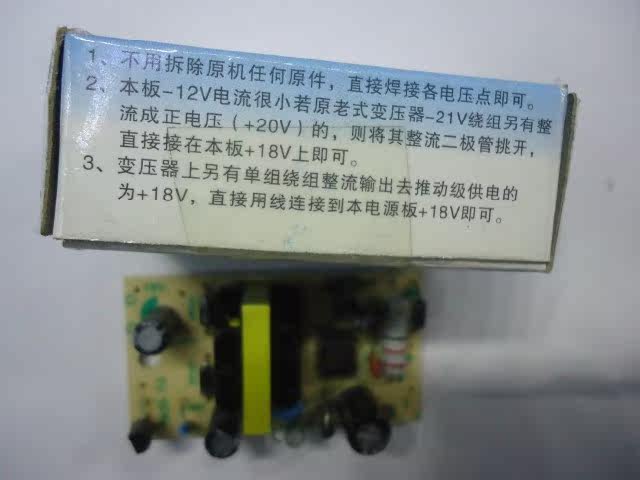 1、不用拆除原机任何原件，直接焊接各电压点即可。
2、本板-12V电流很小若原老式变压器-21V绕组另有整
流成正电压（+20V）的，则将其整流二极管挑开，
直接接在本板+18V上即可。
3、变压器上另有单组绕组整流输出去推动级供电的
为+18V，直接用线连接到本电源板+18V即可。